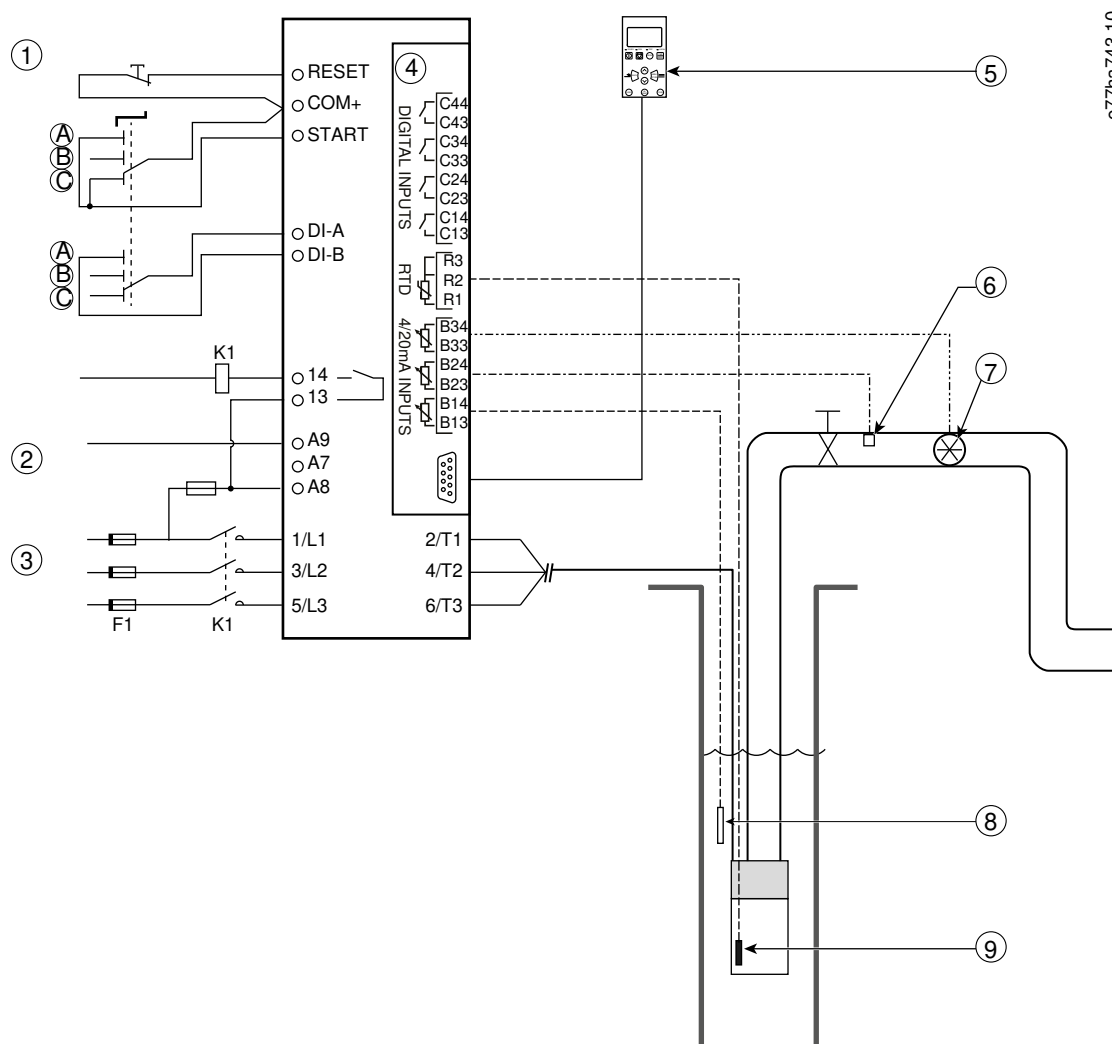 1
RESET
COM+
START
A
B
C
DI-A
DI-B
A
B
C
K1
14
13
2
A9
A7
A8
3
1/L1
3/L2
5/L3
F1
K1
2/T1
4/T2
6/T3
4
DIGITAL INPUTS
C44
C43
C34
C33
C24
C23
C14
C13
RTD
R3
R2
R1
4/20mA INPUTS
B34
B33
B24
B23
B14
B13
5
6
7
8
9